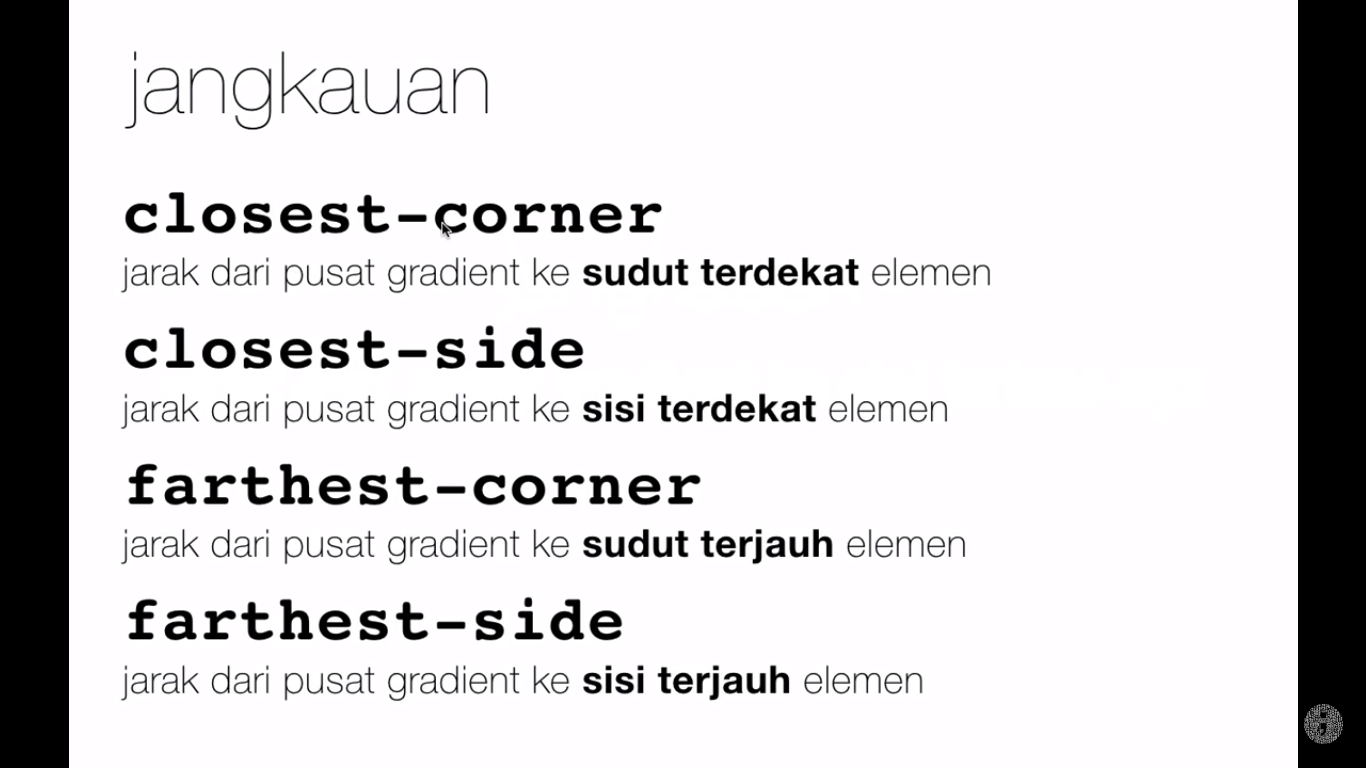 jangkauan
closest-corner
jarak dari pusat gradient ke sudut terdekat elemen
closest-side
jarak dari pusat gradient ke sisi terdekat elemen
farthest-corner
jarak dari pusat gradient ke sudut terjauh elemen
farthest-side
jarak dari pusat gradient ke sisi terjauh elemen